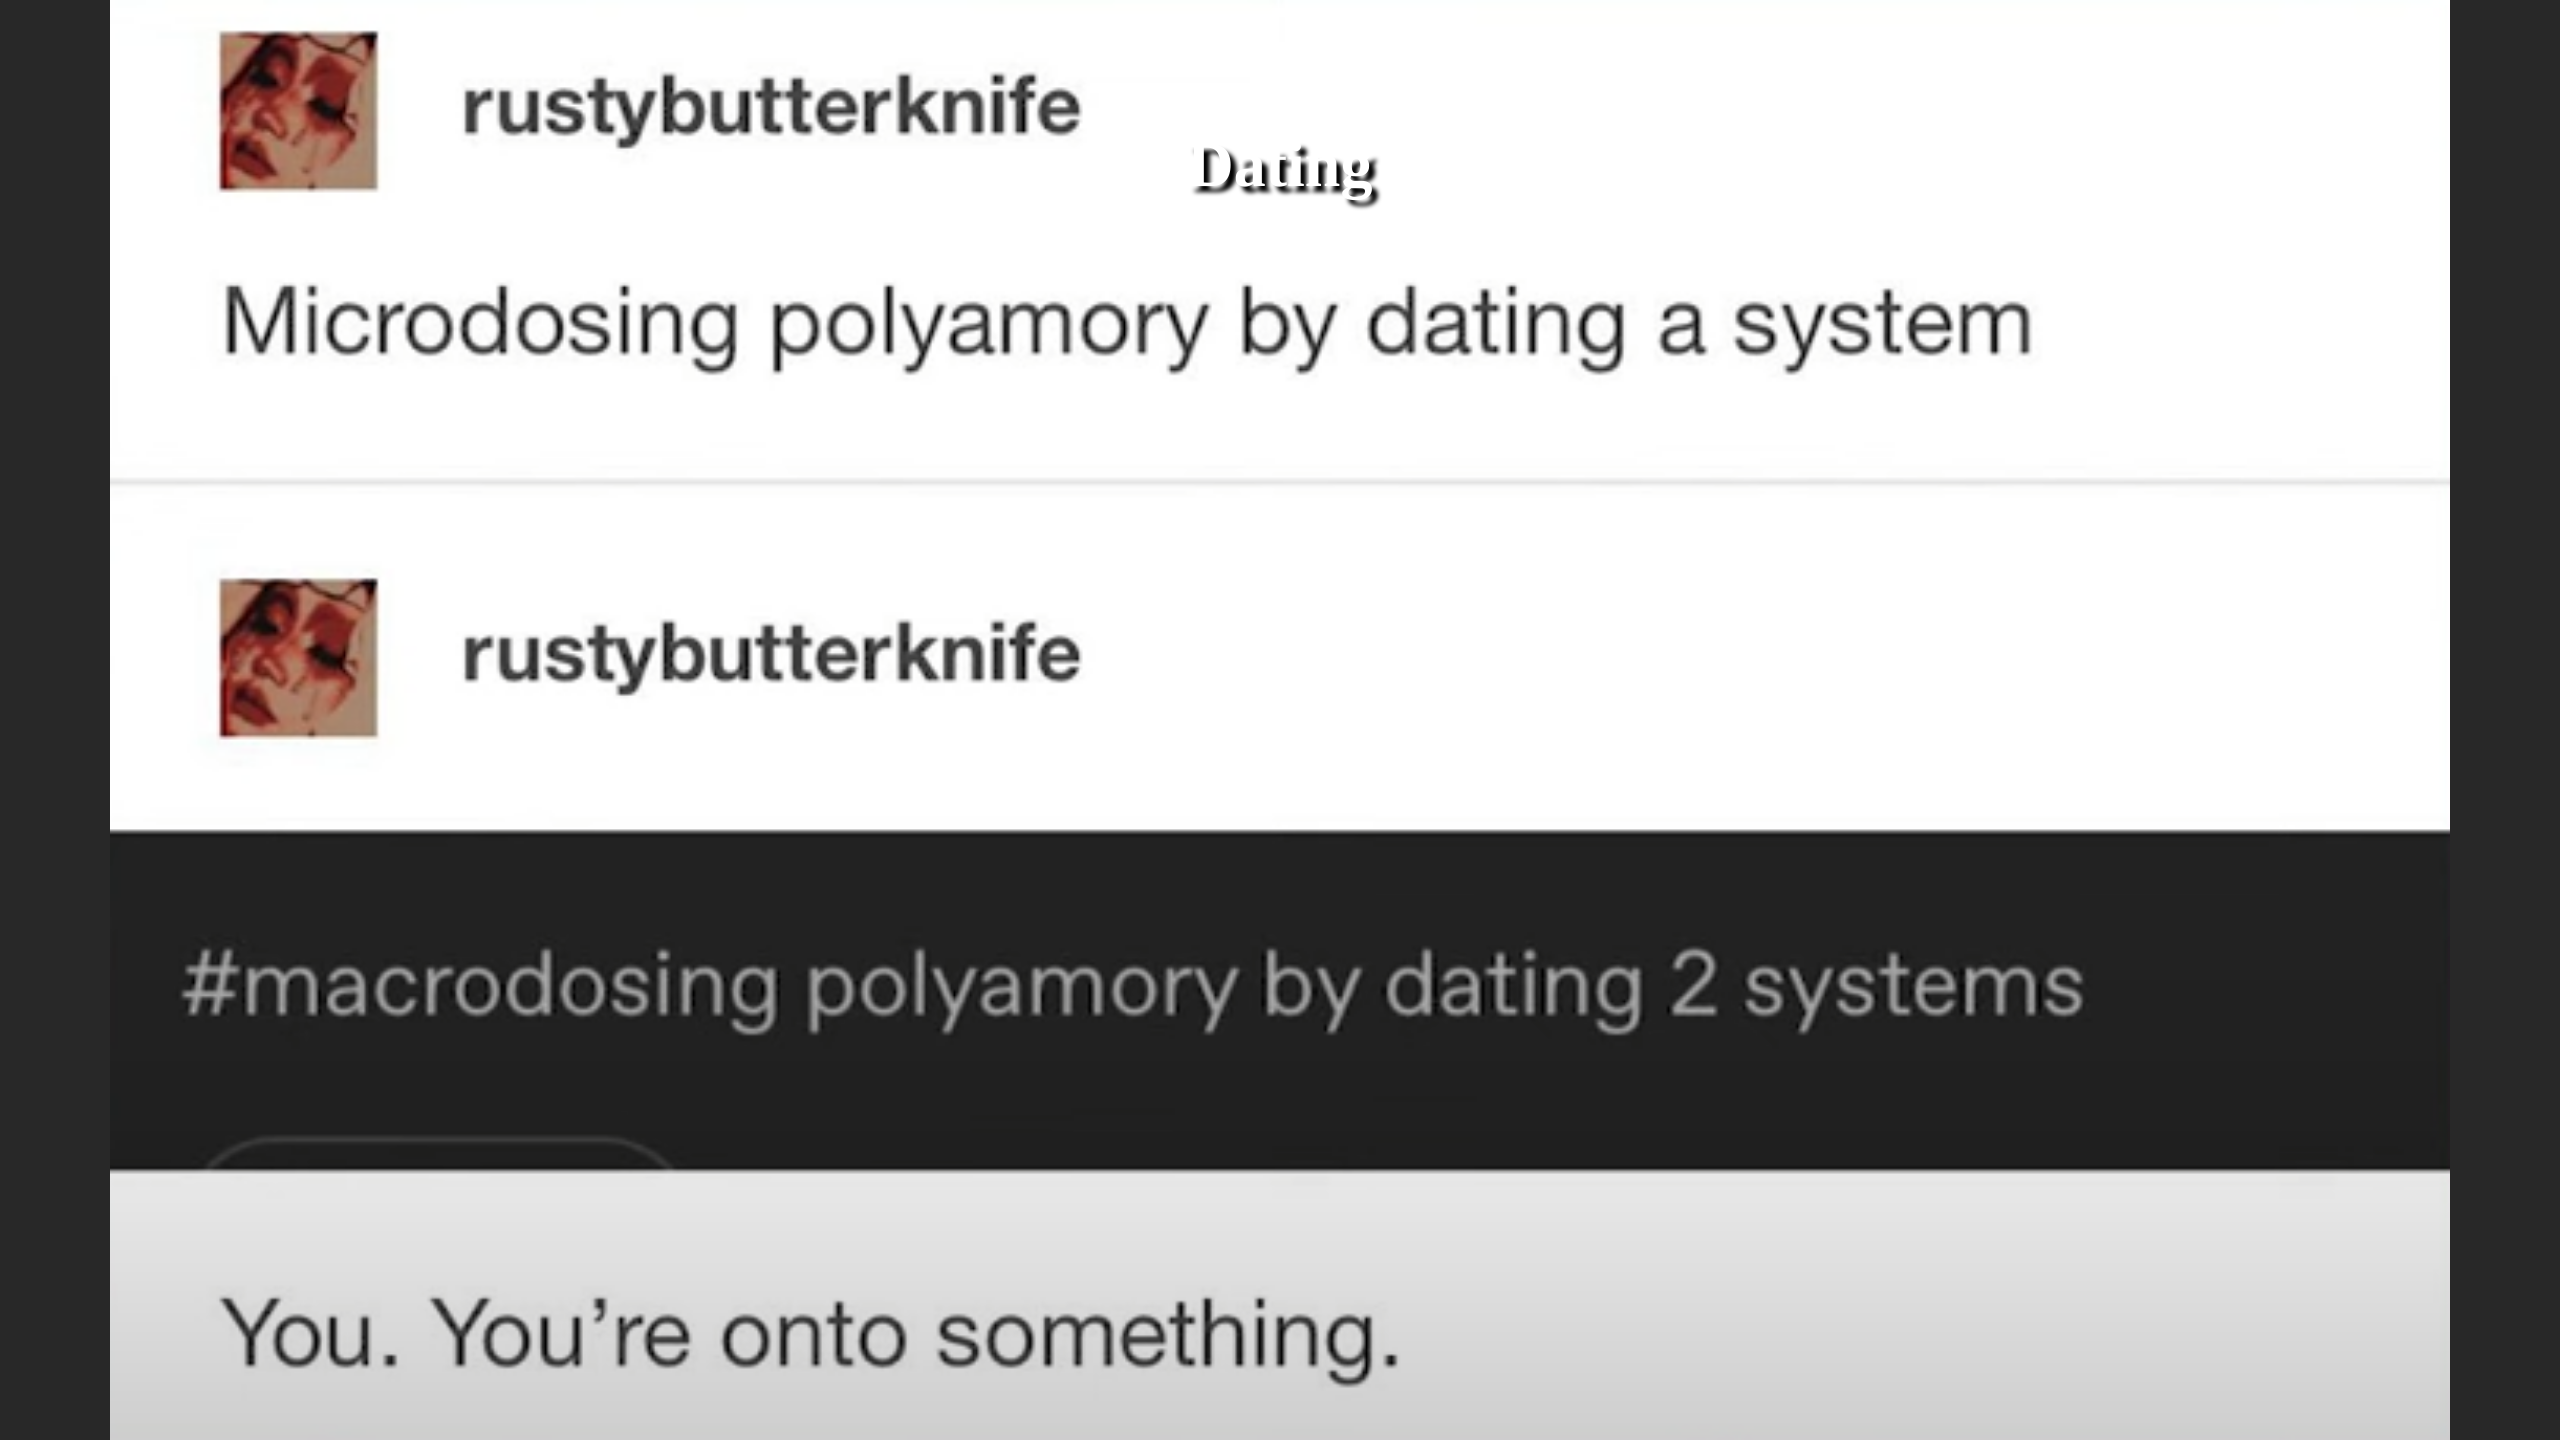 rustybutterknife
Dating
Microdosing polyamory by dating a system
rustybutterknife
#macrodosing polyamory by dating 2 systems
You. You’re onto something.